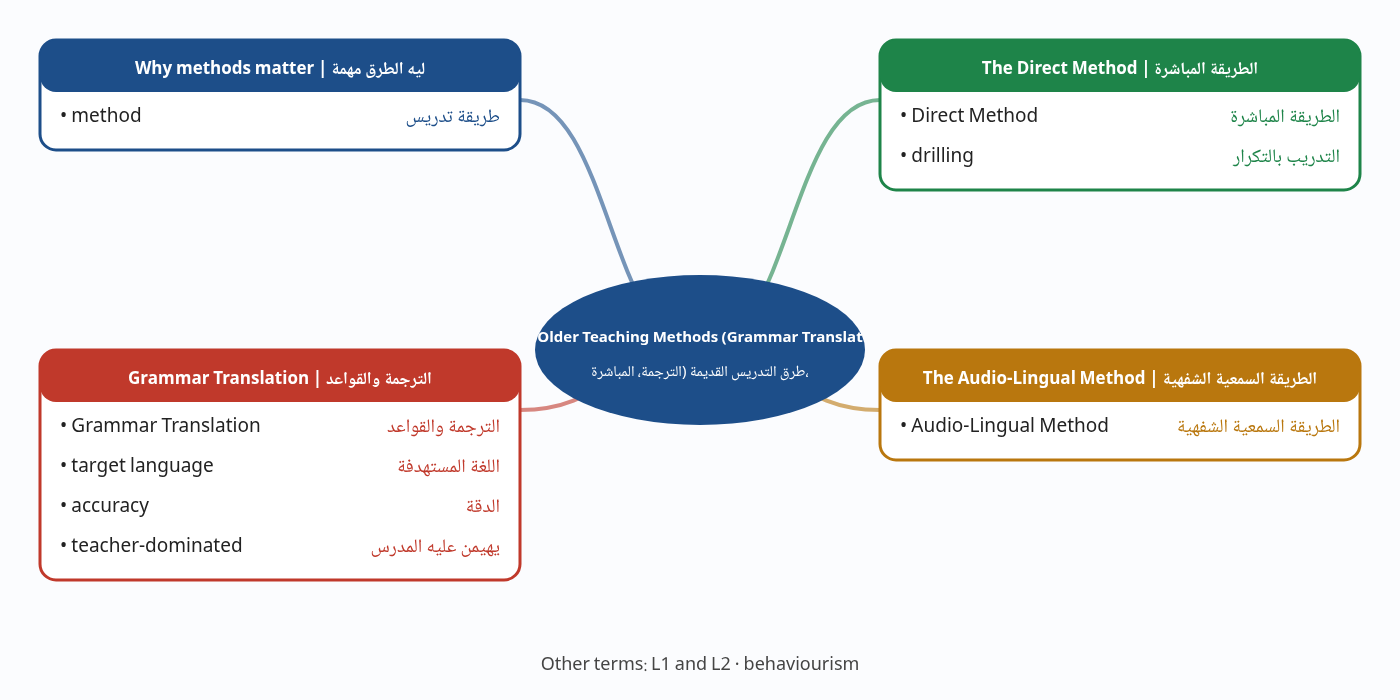 Why methods matter | ليه الطرق مهمة
• method طريقة تدريس
The Direct Method | الطريقة المباشرة
• Direct Method الطريقة المباشرة
• drilling التدريب بالتكرار
Older Teaching Methods (Grammar Translat
طرق التدريس القديمة (الترجمة، المباشرة،
Grammar Translation | الترجمة والقواعد
• Grammar Translation الترجمة والقواعد
• target language اللغة المستهدفة
• accuracy الدقة
• teacher-dominated يهيمن عليه المدرس
The Audio-Lingual Method | الطريقة السمعية الشفهية
• Audio-Lingual Method الطريقة السمعية الشفهية
Other terms: L1 and L2 · behaviourism